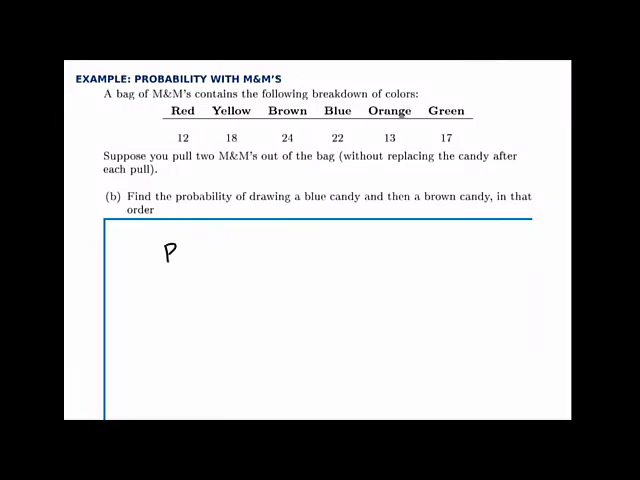 EXAMPLE: PROBABILITY WITH M&M'S
A bag of M&M's contains the following breakdown of colors:
Red Yellow Brown Blue Orange Green
12 18 24 22 13 17
Suppose you pull two M&M's out of the bag (without replacing the candy after
each pull).
(b) Find the probability of drawing a blue candy and then a brown candy, in that
order
P